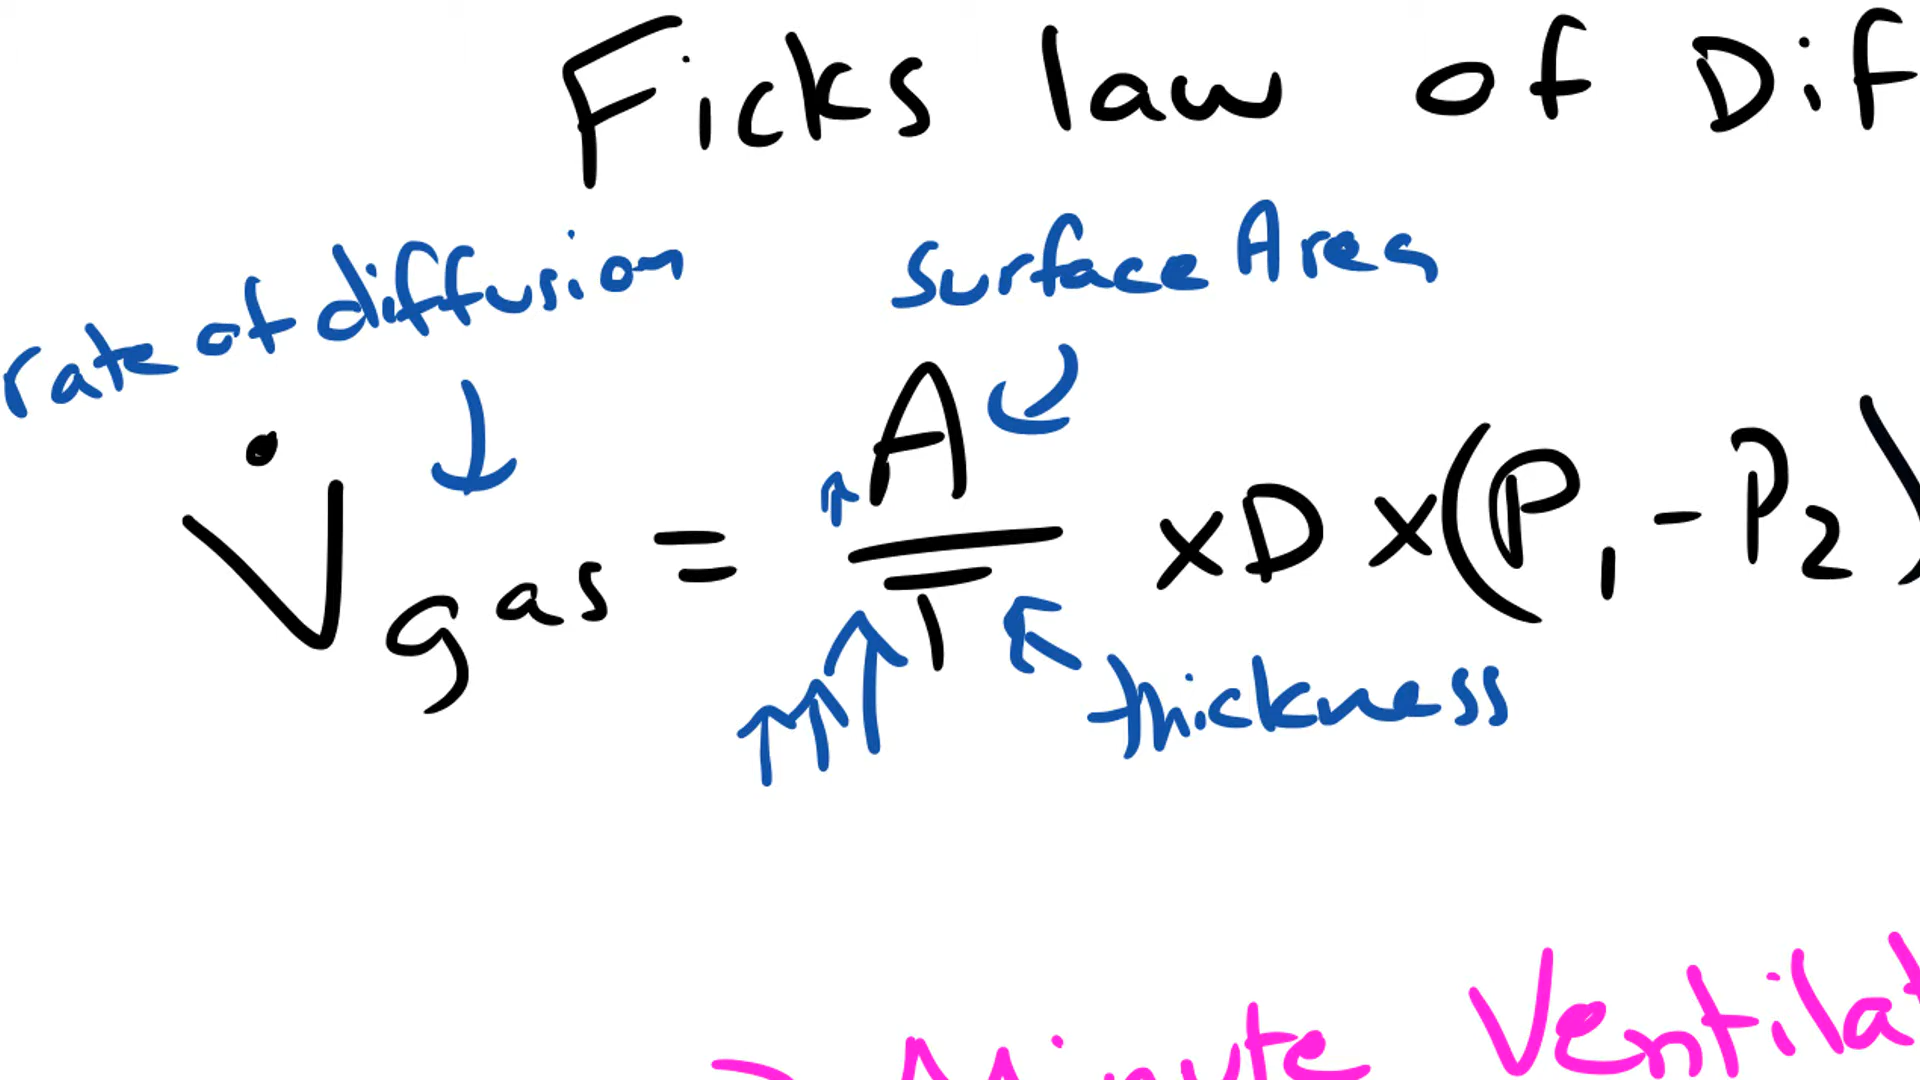 Ficks law of Dif
rate of diffusion
surface Area
V̇gas = A/T x D x (P1 - P2)
thickness
Minute Ventilat